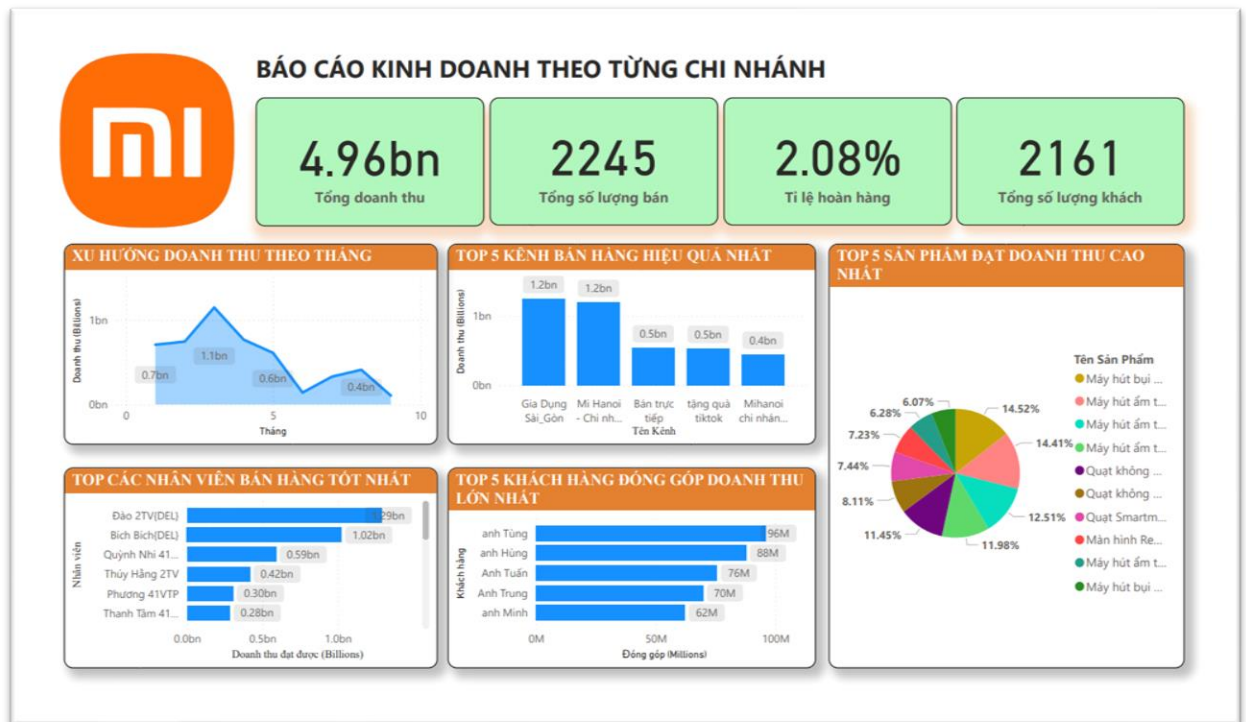 mi
BÁO CÁO KINH DOANH THEO TỪNG CHI NHÁNH
4.96bn
Tổng doanh thu
2245
Tổng số lượng bán
2.08%
Tỉ lệ hoàn hàng
2161
Tổng số lượng khách
XU HƯỚNG DOANH THU THEO THÁNG
Doanh thu (Billions)
1bn
0bn
0.7bn
1.1bn
0.6bn
0.4bn
0
5
10
Tháng
TOP 5 KÊNH BÁN HÀNG HIỆU QUẢ NHẤT
Doanh thu (Billions)
1bn
0bn
1.2bn
1.2bn
0.5bn
0.5bn
0.4bn
Gia Dụng
Sài_Gòn
Mi Hanoi
- Chi nh...
Bán trực
tiếp
tặng quà
tiktok
Mihanoi
chi nhán...
Tên Kênh
TOP 5 SẢN PHẨM ĐẠT DOANH THU CAO
NHẤT
14.52%
14.41%
12.51%
11.98%
11.45%
8.11%
7.44%
7.23%
6.28%
6.07%
Tên Sản Phẩm
Máy hút bụi ...
Máy hút ẩm t...
Máy hút ẩm t...
Máy hút ẩm t...
Quạt không ...
Quạt không ...
Quạt Smartm...
Màn hình Re...
Máy hút ẩm t...
Máy hút bụi ...
TOP CÁC NHÂN VIÊN BÁN HÀNG TỐT NHẤT
Nhân viên
Đào 2TV(DEL)
1.29bn
Bích Bích(DEL)
1.02bn
Quỳnh Nhi 41...
0.59bn
Thúy Hằng 2TV
0.42bn
Phương 41VTP
0.30bn
Thanh Tâm 41...
0.28bn
0.0bn
0.5bn
1.0bn
Doanh thu đạt được (Billions)
TOP 5 KHÁCH HÀNG ĐÓNG GÓP DOANH THU
LỚN NHẤT
Khách hàng
anh Tùng
96M
anh Hùng
88M
Anh Tuấn
76M
Anh Trung
70M
anh Minh
62M
0M
50M
100M
Đóng góp (Millions)